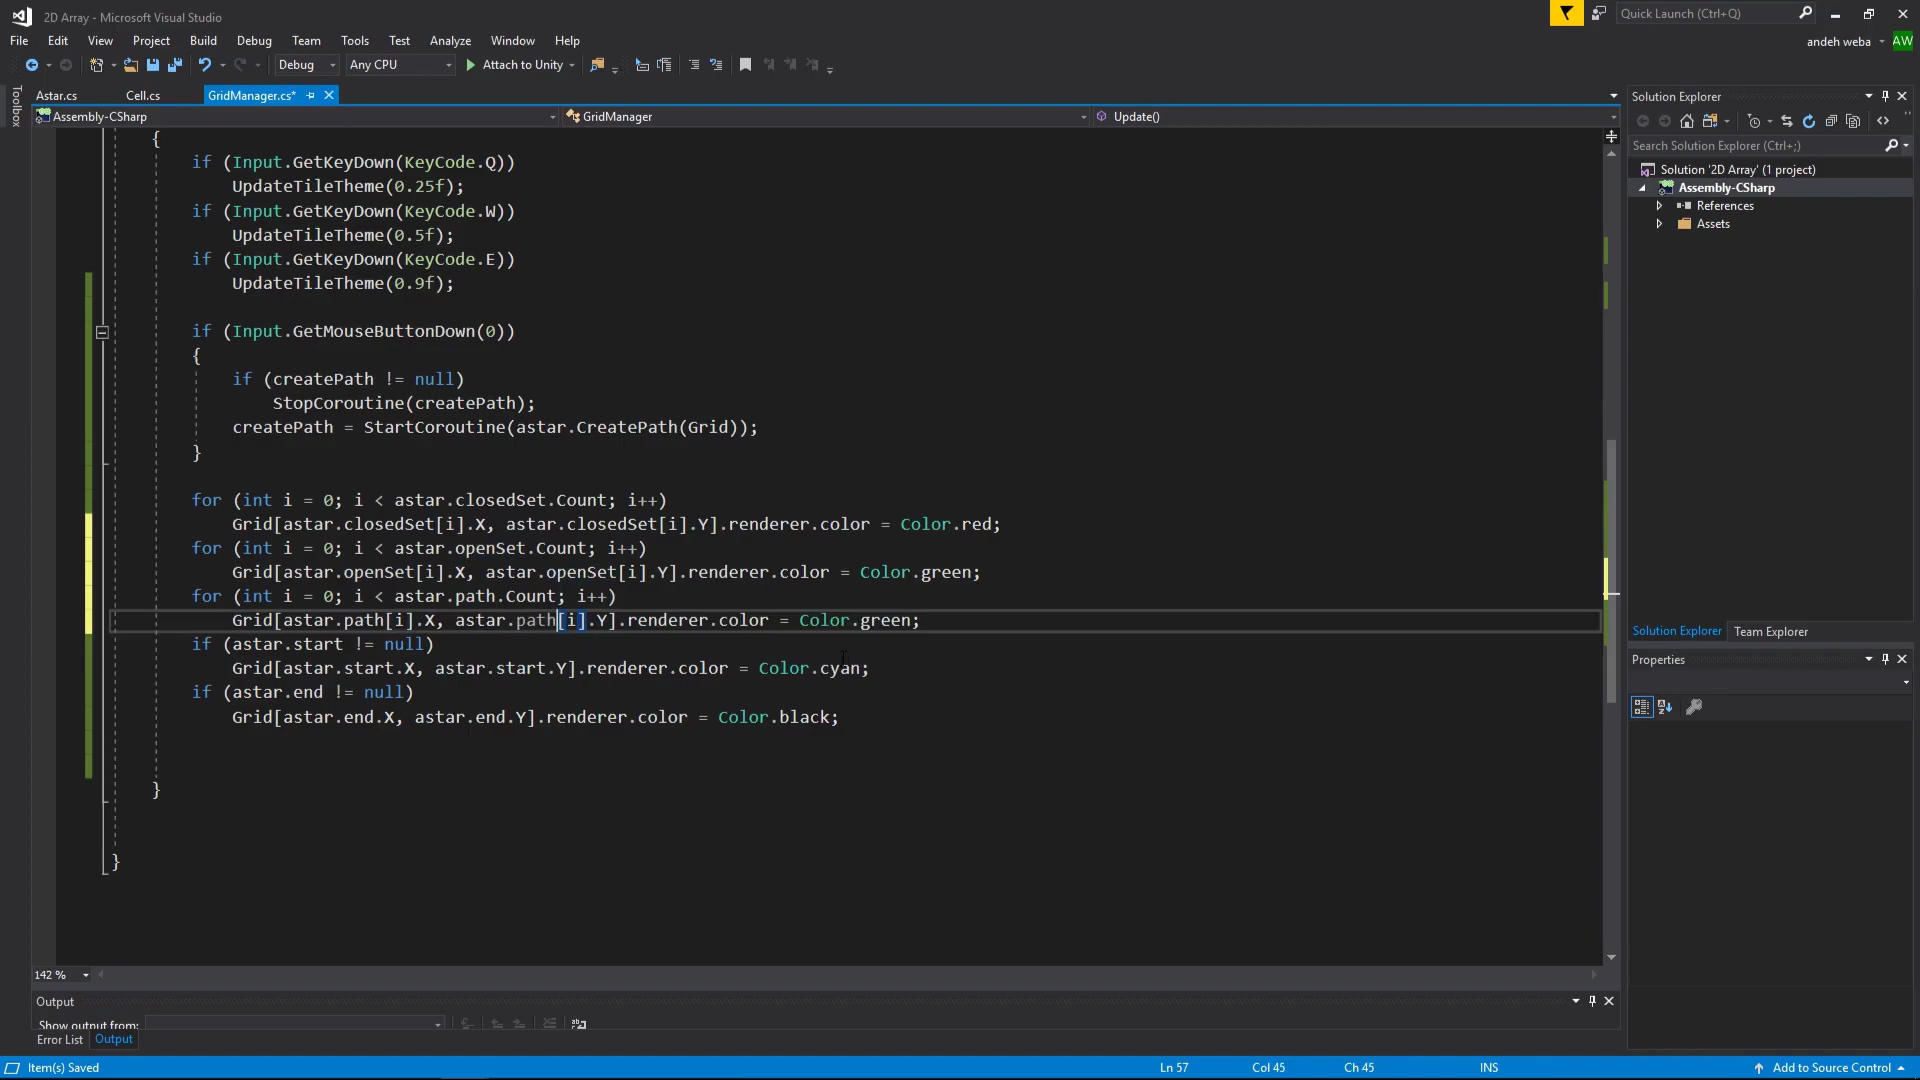 2D Array - Microsoft Visual Studio
Quick Launch (Ctrl+Q)
File Edit View Project Build Debug Team Tools Test Analyze Window Help
andeh weba AW
Debug Any CPU Attach to Unity
Toolbox
Astar.cs Cell.cs GridManager.cs*
Assembly-CSharp GridManager Update()
{
if (Input.GetKeyDown(KeyCode.Q))
UpdateTileTheme(0.25f);
if (Input.GetKeyDown(KeyCode.W))
UpdateTileTheme(0.5f);
if (Input.GetKeyDown(KeyCode.E))
UpdateTileTheme(0.9f);
if (Input.GetMouseButtonDown(0))
{
if (createPath != null)
StopCoroutine(createPath);
createPath = StartCoroutine(astar.CreatePath(Grid));
}
for (int i = 0; i < astar.closedSet.Count; i++)
Grid[astar.closedSet[i].X, astar.closedSet[i].Y].renderer.color = Color.red;
for (int i = 0; i < astar.openSet.Count; i++)
Grid[astar.openSet[i].X, astar.openSet[i].Y].renderer.color = Color.green;
for (int i = 0; i < astar.path.Count; i++)
Grid[astar.path[i].X, astar.path[i].Y].renderer.color = Color.green;
if (astar.start != null)
Grid[astar.start.X, astar.start.Y].renderer.color = Color.cyan;
if (astar.end != null)
Grid[astar.end.X, astar.end.Y].renderer.color = Color.black;
}
}
142 %
Output
Show output from:
Error List Output
Solution Explorer
Search Solution Explorer (Ctrl+;)
Solution '2D Array' (1 project)
Assembly-CSharp
References
Assets
Solution Explorer Team Explorer
Properties
Item(s) Saved Ln 57 Col 45 Ch 45 INS Add to Source Control